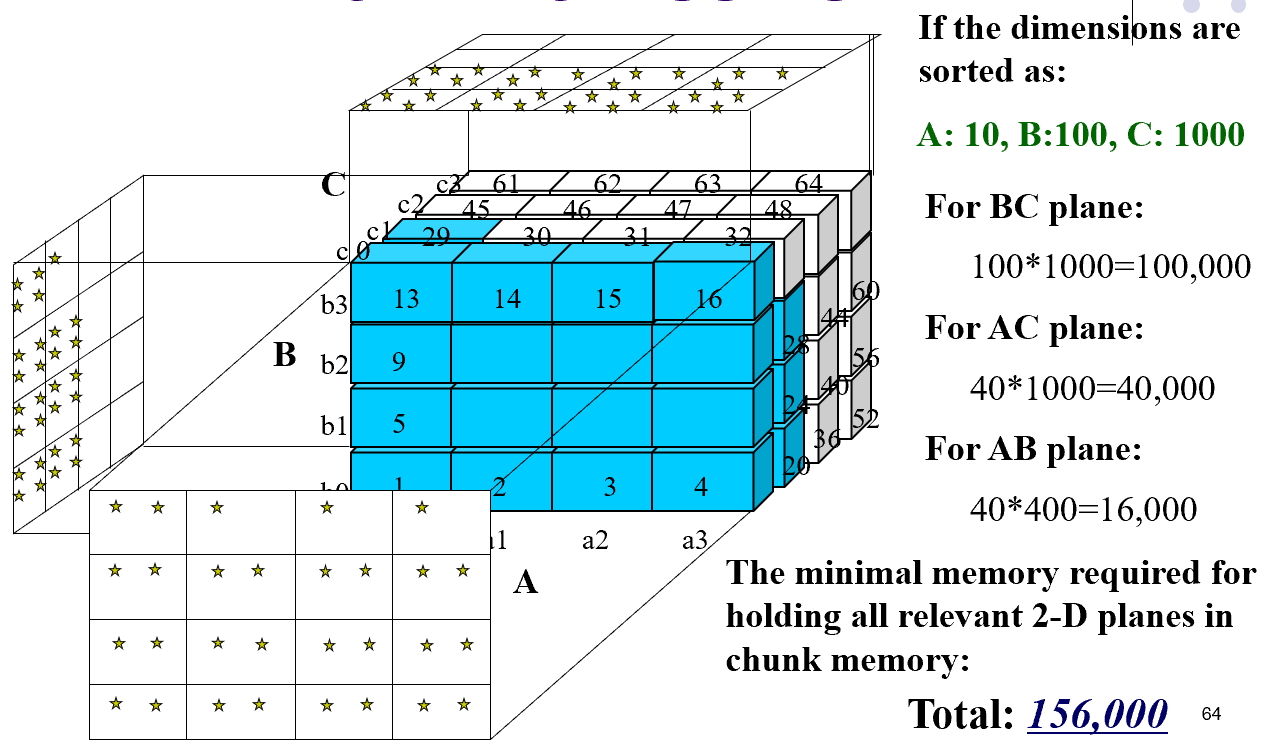 If the dimensions are
sorted as:
A: 10, B:100, C: 1000
For BC plane:
100*1000=100,000
For AC plane:
40*1000=40,000
For AB plane:
40*400=16,000
The minimal memory required for
holding all relevant 2-D planes in
chunk memory:
Total: 156,000
64
C
c3 61 62 63 64
c2 45 46 47 48
c1 29 30 31 32
c 0
b3 13 14 15 16
60
44
28
B
b2 9
56
40
24
b1 5
52
36
20
1 2 3 4
a2 a3
A